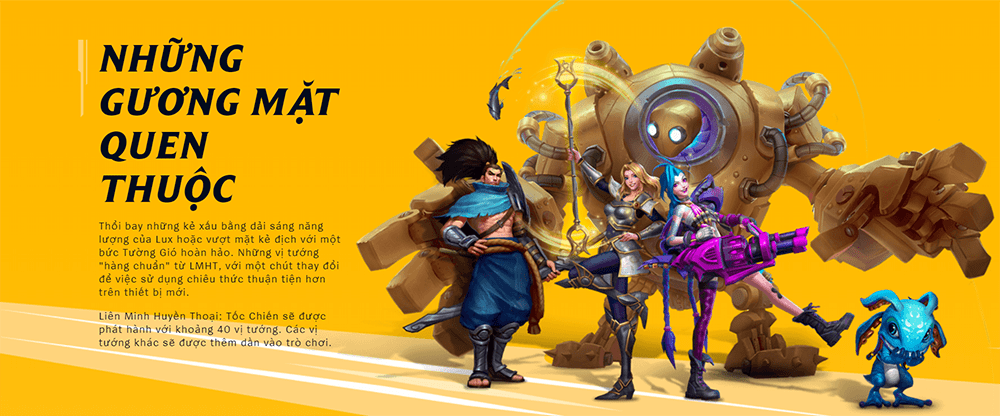 NHỮNG
GƯƠNG MẶT
QUEN
THUỘC
Thổi bay những kẻ xấu bằng dải sáng năng
lượng của Lux hoặc vượt mặt kẻ địch với một
bức Tường Gió hoàn hảo. Những vị tướng
"hàng chuẩn" từ LMHT, với một chút thay đổi
để việc sử dụng chiêu thức thuận tiện hơn
trên thiết bị mới.
Liên Minh Huyền Thoại: Tốc Chiến sẽ được
phát hành với khoảng 40 vị tướng. Các vị
tướng khác sẽ được thêm dần vào trò chơi.